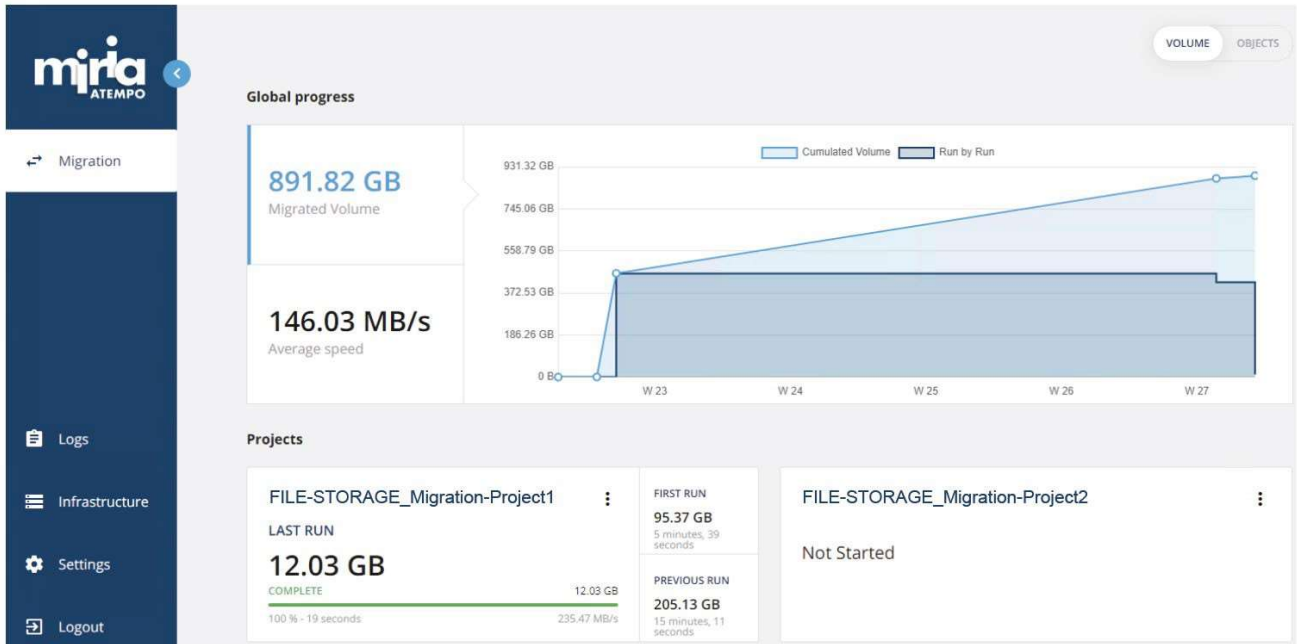 miria
ATEMPO
VOLUME
OBJECTS
Migration
Logs
Infrastructure
Settings
Logout
Global progress
891.82 GB
Migrated Volume
146.03 MB/s
Average speed
Cumulated Volume
Run by Run
931.32 GB
745.06 GB
558.79 GB
372.53 GB
186.26 GB
0 B
W 23
W 24
W 25
W 26
W 27
Projects
FILE-STORAGE_Migration-Project1
LAST RUN
12.03 GB
COMPLETE
12.03 GB
100 % - 19 seconds
235.47 MB/s
FIRST RUN
95.37 GB
5 minutes, 39
seconds
PREVIOUS RUN
205.13 GB
15 minutes, 11
seconds
FILE-STORAGE_Migration-Project2
Not Started